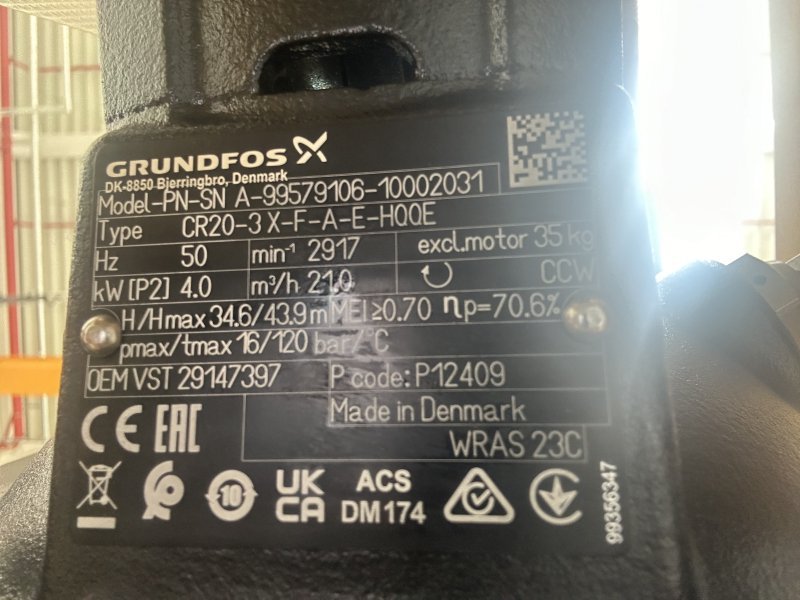 GRUNDFOS
DK-8850 Bjerringbro, Denmark
Model-PN-SN A-99579106-10002031
Type CR20-3 X-F-A-E-HQQE
Hz 50 min⁻¹ 2917 excl.motor 35 kg
kW [P2] 4.0 m³/h 21.0 CCW
H/Hmax 34.6/43.9 m MEI ≥0.70 ηp=70.6%
pmax/tmax 16/120 bar/°C
OEM VST 29147397 P code: P12409
Made in Denmark
CE EAC WRAS 23C
10 UK CA ACS DM174
99356347